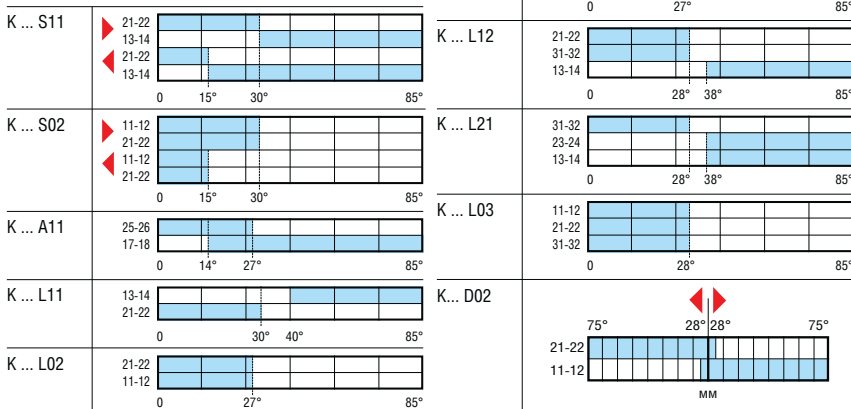 K ... S11
21-22
13-14
21-22
13-14
0 15° 30° 85°
K ... S02
11-12
21-22
11-12
21-22
0 15° 30° 85°
K ... A11
25-26
17-18
0 14° 27° 85°
K ... L11
13-14
21-22
0 30° 40° 85°
K ... L02
21-22
11-12
0 27° 85°
0 27° 85°
K ... L12
21-22
31-32
13-14
0 28° 38° 85°
K ... L21
31-32
23-24
13-14
0 28° 38° 85°
K ... L03
11-12
21-22
31-32
0 28° 85°
K... D02
75° 28° 28° 75°
21-22
11-12
мм